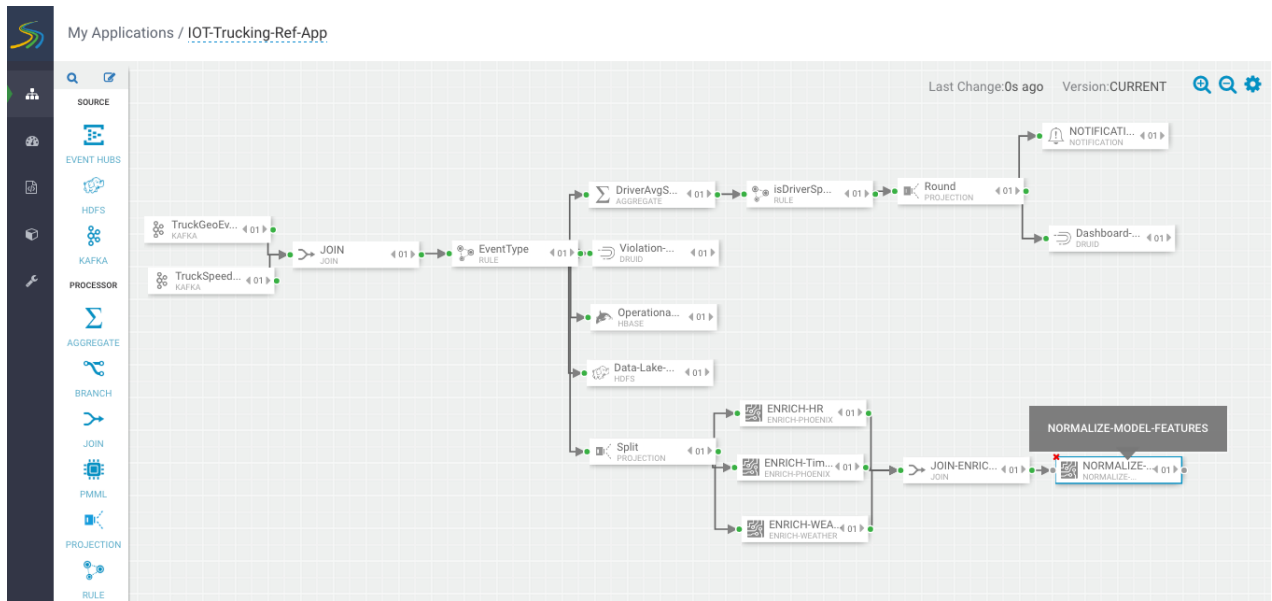 My Applications / IOT-Trucking-Ref-App
Last Change:0s ago Version:CURRENT
SOURCE
EVENT HUBS
HDFS
KAFKA
PROCESSOR
AGGREGATE
BRANCH
JOIN
PMML
PROJECTION
RULE
TruckGeoEv... 01
KAFKA
TruckSpeed... 01
KAFKA
JOIN 01
JOIN
EventType 01
RULE
DriverAvgS... 01
AGGREGATE
isDriverSp... 01
RULE
Round 01
PROJECTION
NOTIFICATI... 01
NOTIFICATION
Dashboard-... 01
DRUID
Violation-... 01
DRUID
Operationa... 01
HBASE
Data-Lake-... 01
HDFS
Split 01
PROJECTION
ENRICH-HR 01
ENRICH-PHOENIX
ENRICH-Tim... 01
ENRICH-PHOENIX
ENRICH-WEA... 01
ENRICH-WEATHER
JOIN-ENRIC... 01
JOIN
NORMALIZE-MODEL-FEATURES
NORMALIZE-... 01
NORMALIZE-...